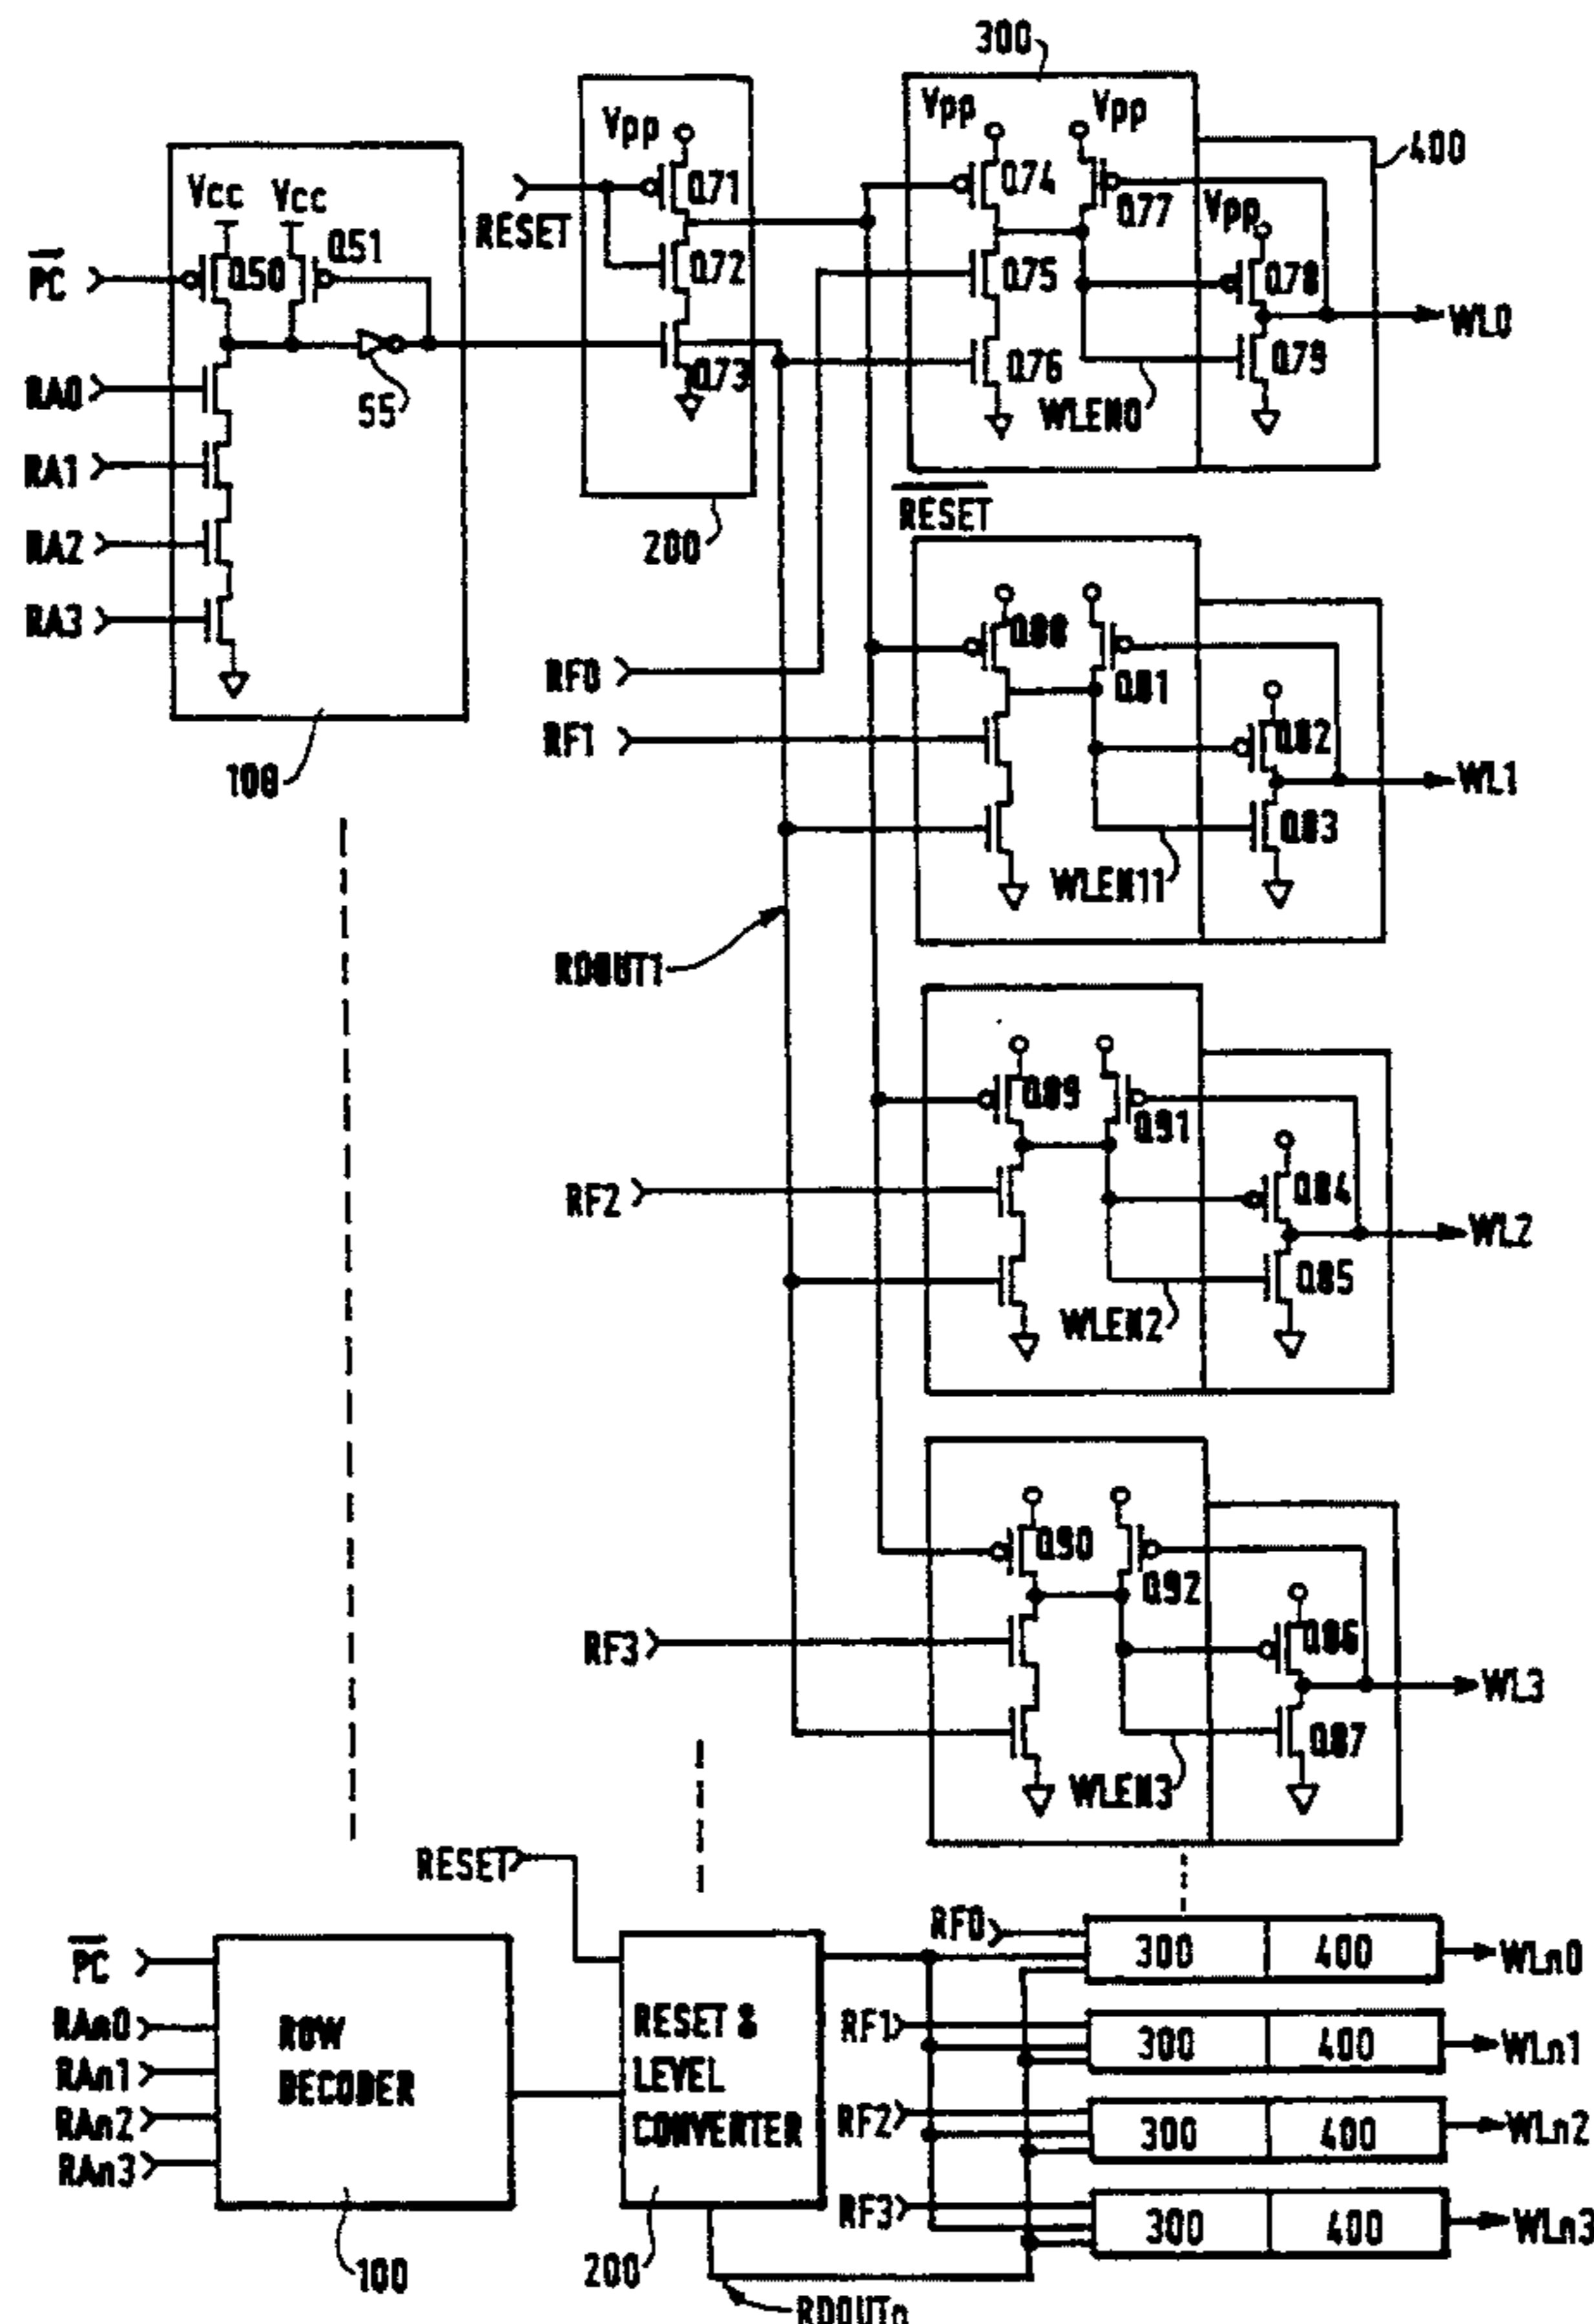 300
Vpp
Vpp
Vpp
400
Vcc
Vcc
Q71
Q74
Q77
Vpp
RESET
PC
Q50
Q51
Q72
Q75
Q78
WL0
RA0
55
Q73
Q76
Q79
WLEN0
RA1
RESET
RA2
200
RA3
Q88
Q81
RF0
RF1
Q82
WL1
100
Q83
WLEN11
RDOUT1
Q89
Q91
RF2
Q84
WL2
Q85
WLEN2
Q90
Q92
RF3
Q86
WL3
Q87
WLEN3
RESET
RF0
300
400
WLn0
PC
RAn0
RAn1
RAn2
RAn3
ROW
DECODER
RESET &
LEVEL
CONVERTER
RF1
300
400
WLn1
RF2
300
400
WLn2
RF3
300
400
WLn3
100
200
RDOUTn